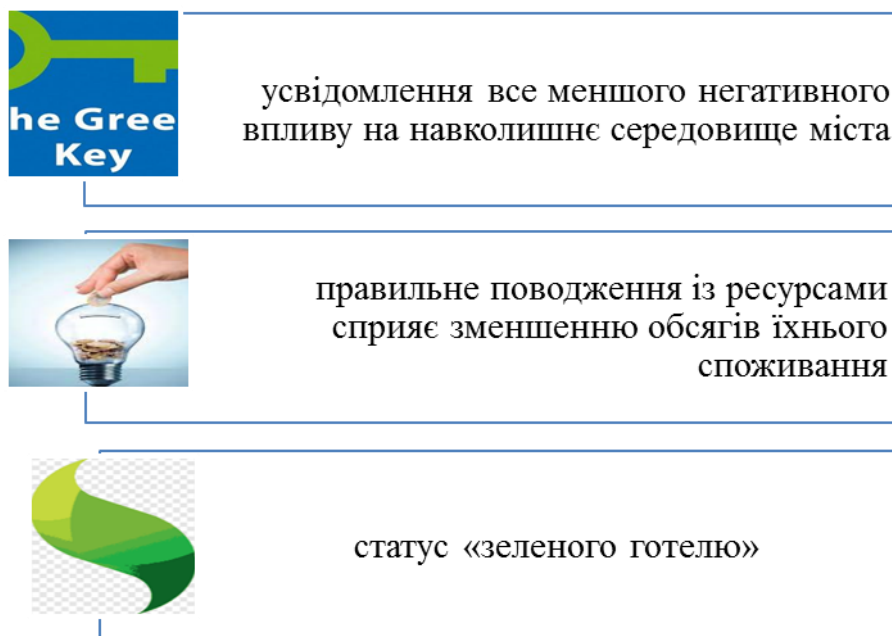 he Gree
Key
усвідомлення все меншого негативного
впливу на навколишнє середовище міста
правильне поводження із ресурсами
сприяє зменшенню обсягів їхнього
споживання
статус «зеленого готелю»